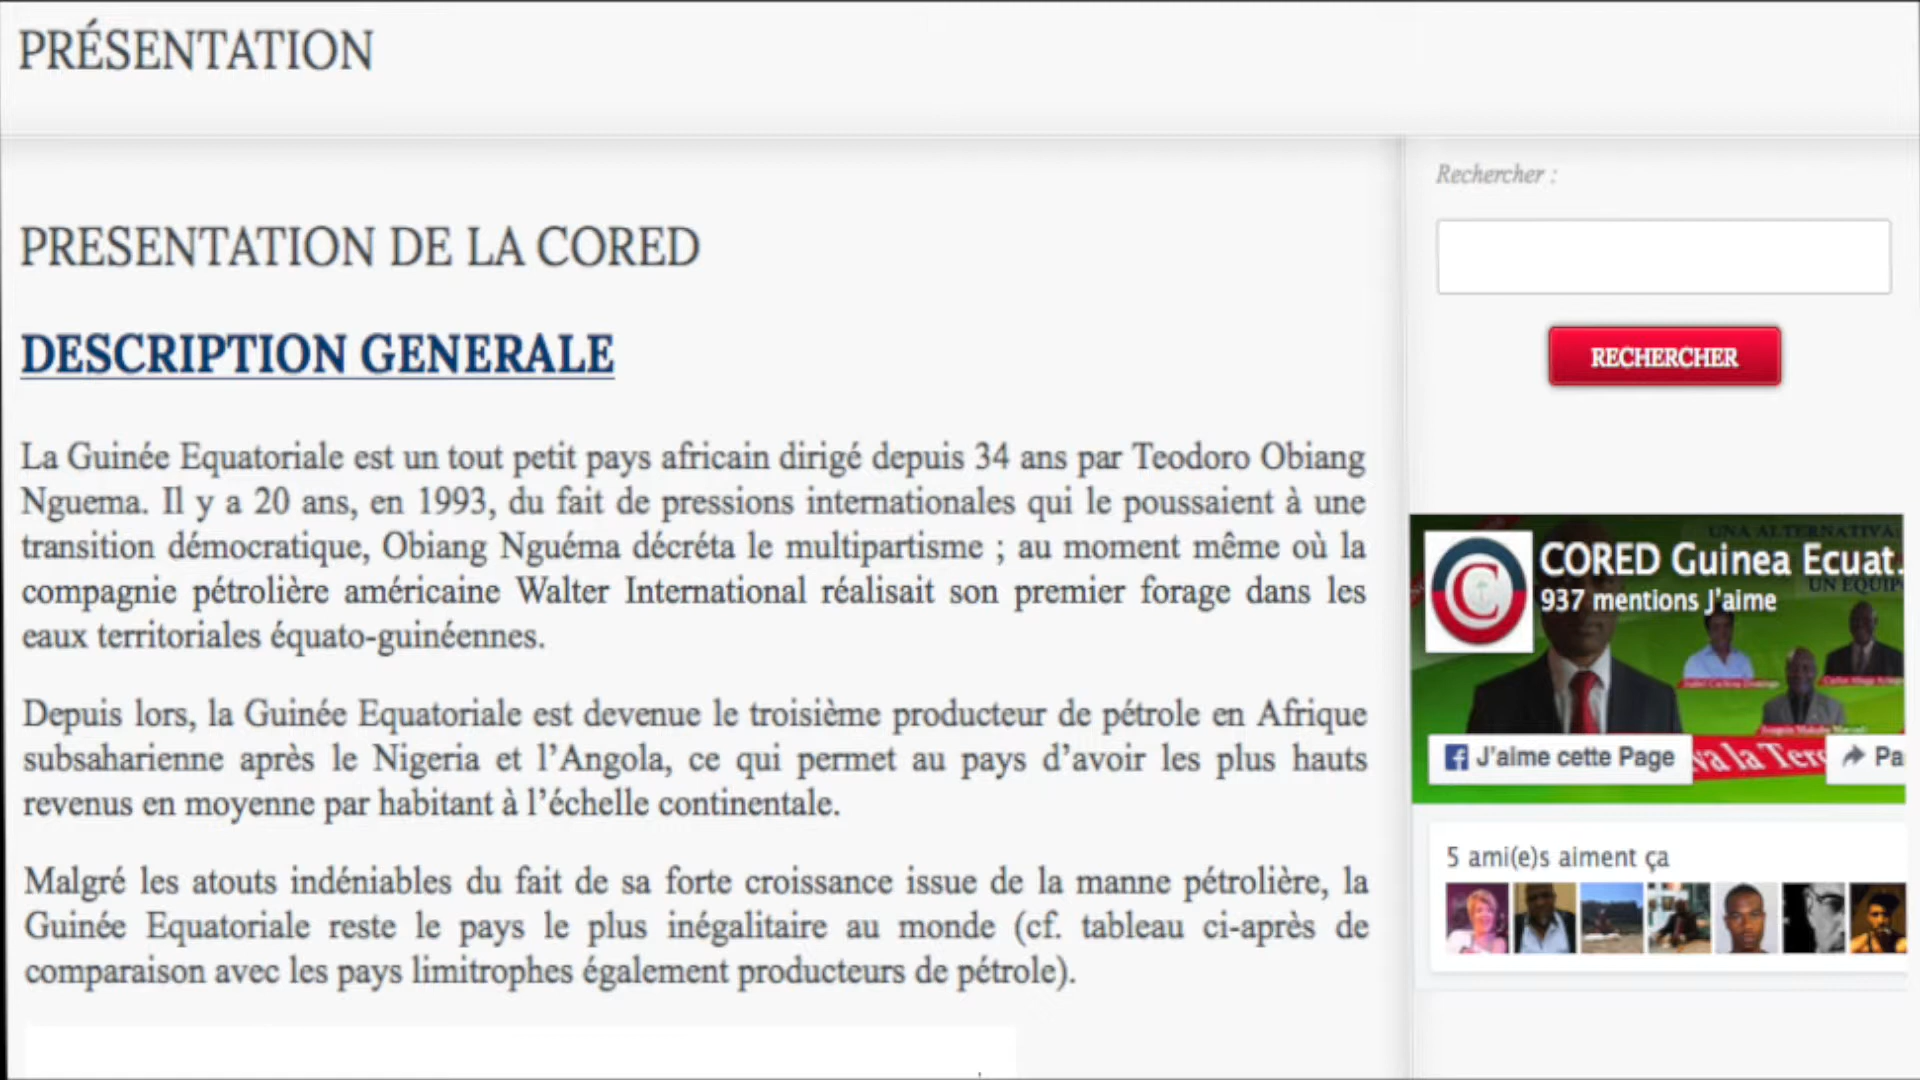 PRÉSENTATION
PRESENTATION DE LA CORED
DESCRIPTION GENERALE
La Guinée Equatoriale est un tout petit pays africain dirigé depuis 34 ans par Teodoro Obiang
Nguema. Il y a 20 ans, en 1993, du fait de pressions internationales qui le poussaient à une
transition démocratique, Obiang Nguéma décréta le multipartisme ; au moment même où la
compagnie pétrolière américaine Walter International réalisait son premier forage dans les
eaux territoriales équato-guinéennes.
Depuis lors, la Guinée Equatoriale est devenue le troisième producteur de pétrole en Afrique
subsaharienne après le Nigeria et l’Angola, ce qui permet au pays d’avoir les plus hauts
revenus en moyenne par habitant à l’échelle continentale.
Malgré les atouts indéniables du fait de sa forte croissance issue de la manne pétrolière, la
Guinée Equatoriale reste le pays le plus inégalitaire au monde (cf. tableau ci-après de
comparaison avec les pays limitrophes également producteurs de pétrole).
Rechercher :
RECHERCHER
UNA ALTERNATIVA:
CORED Guinea Ecuat.
UN EQUIP
937 mentions J'aime
J'aime cette Page
va la Terc
Pa
5 ami(e)s aiment ça